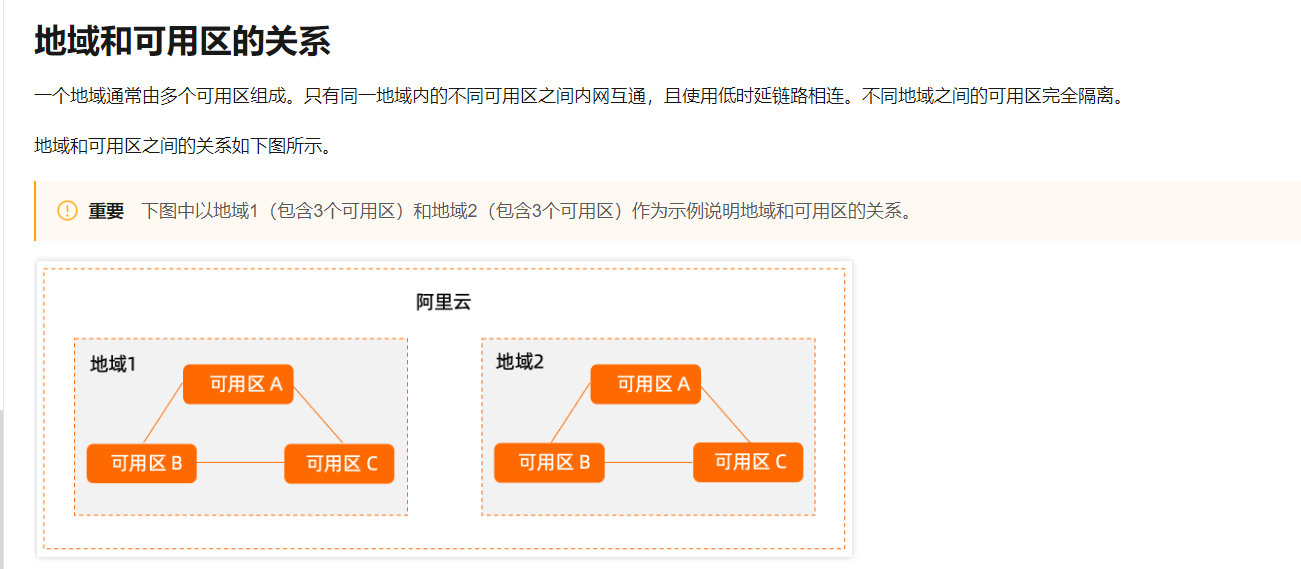 地域和可用区的关系
一个地域通常由多个可用区组成。只有同一地域内的不同可用区之间内网互通，且使用低时延链路相连。不同地域之间的可用区完全隔离。
地域和可用区之间的关系如下图所示。
重要 下图中以地域1（包含3个可用区）和地域2（包含3个可用区）作为示例说明地域和可用区的关系。
阿里云
地域1
可用区 A
可用区 B
可用区 C
地域2
可用区 A
可用区 B
可用区 C